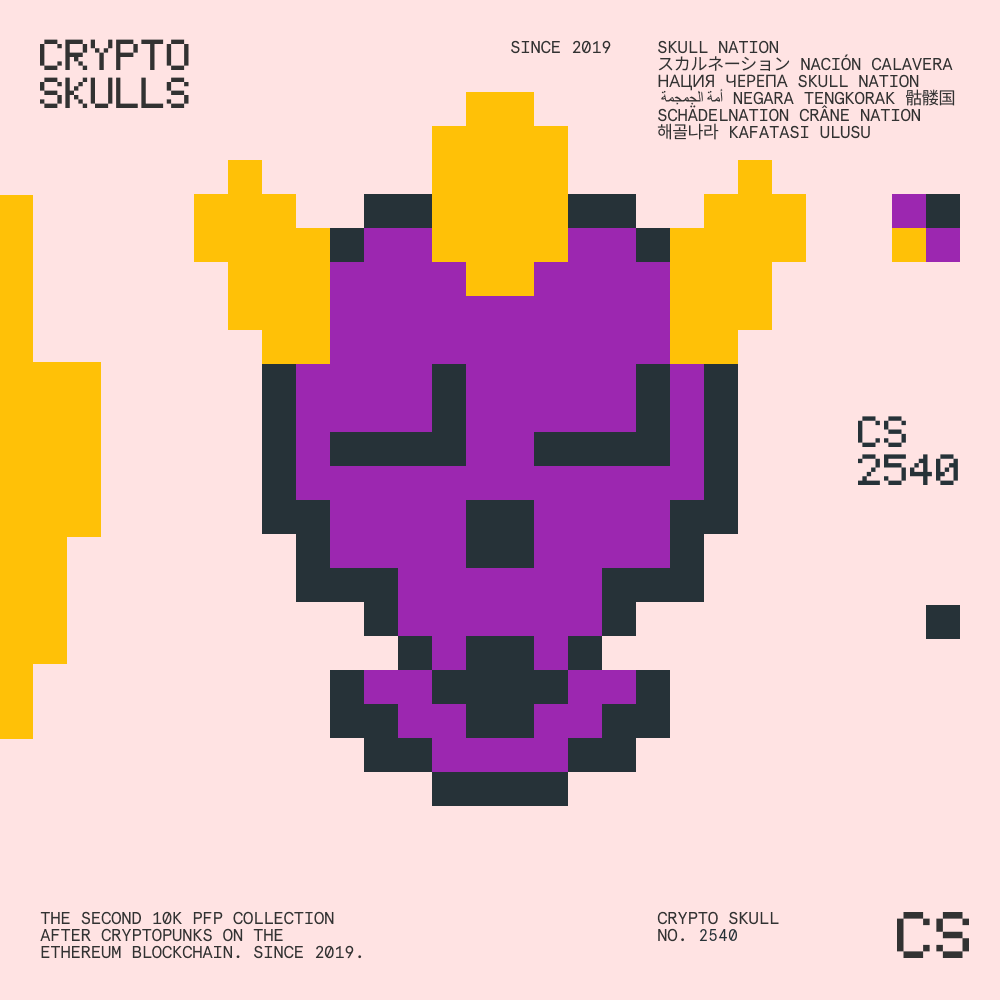 CRYPTO
SKULLS
SINCE 2019
SKULL NATION
スカルネーション NACIÓN CALAVERA
НАЦИЯ ЧЕРЕПА SKULL NATION
أمة الجمجمة NEGARA TENGKORAK 骷髅国
SCHÄDELNATION CRÂNE NATION
해골나라 KAFATASI ULUSU
CS
2540
THE SECOND 10K PFP COLLECTION
AFTER CRYPTOPUNKS ON THE
ETHEREUM BLOCKCHAIN. SINCE 2019.
CRYPTO SKULL
NO. 2540
CS